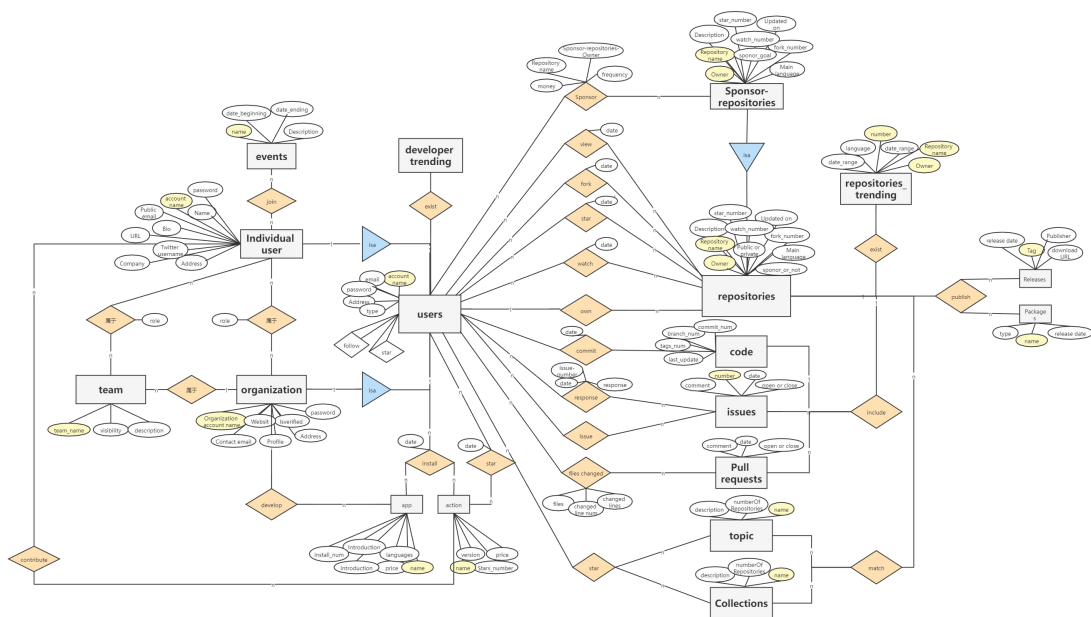 star_number
Updated
on
Description
watch_number
Repository
name
sponor_goal
fork_number
Owner
Main
language
Sponsor-
repositories
Sponsor-repositories-
Owner
Repository
name
frequency
money
Sponsor
n
n
isa
date_beginning
date_ending
name
Description
events
n
join
n
developer
trending
exist
date
view
date
fork
date
star
date
watch
own
number
language
date_range
Repository
name
date_range
Owner
repositories_
trending
exist
password
account
name
Public
email
Name
URL
Bio
Twitter
username
Company
Address
Individual
user
isa
email
account
name
password
Address
type
users
follow
star
star_number
Updated on
Description
watch_number
Repository
name
Public or
private
fork_number
Owner
Main
language
sponor_or_not
repositories
release date
Publisher
Tag
download
URL
Releases
publish
Package
s
type
name
release date
属于
role
role
属于
team
属于
organization
isa
team_name
visibility
description
Organization
account name
Websit
Isverified
password
Contact email
Profile
Address
date
commit
branch_num
commit_num
tags_num
last_update
code
issue-
number
date
response
response
number
date
comment
open or close
issues
Issue
include
comment
date
open or close
Pull
requests
files changed
files
changed
line num
changed
lines
date
install
date
star
develop
app
action
install_num
Introduction
languages
Introduction
price
name
version
price
name
Stars_number
contribute
description
numberOf
Repositories
name
topic
star
match
description
numberOf
Repositories
name
Collections